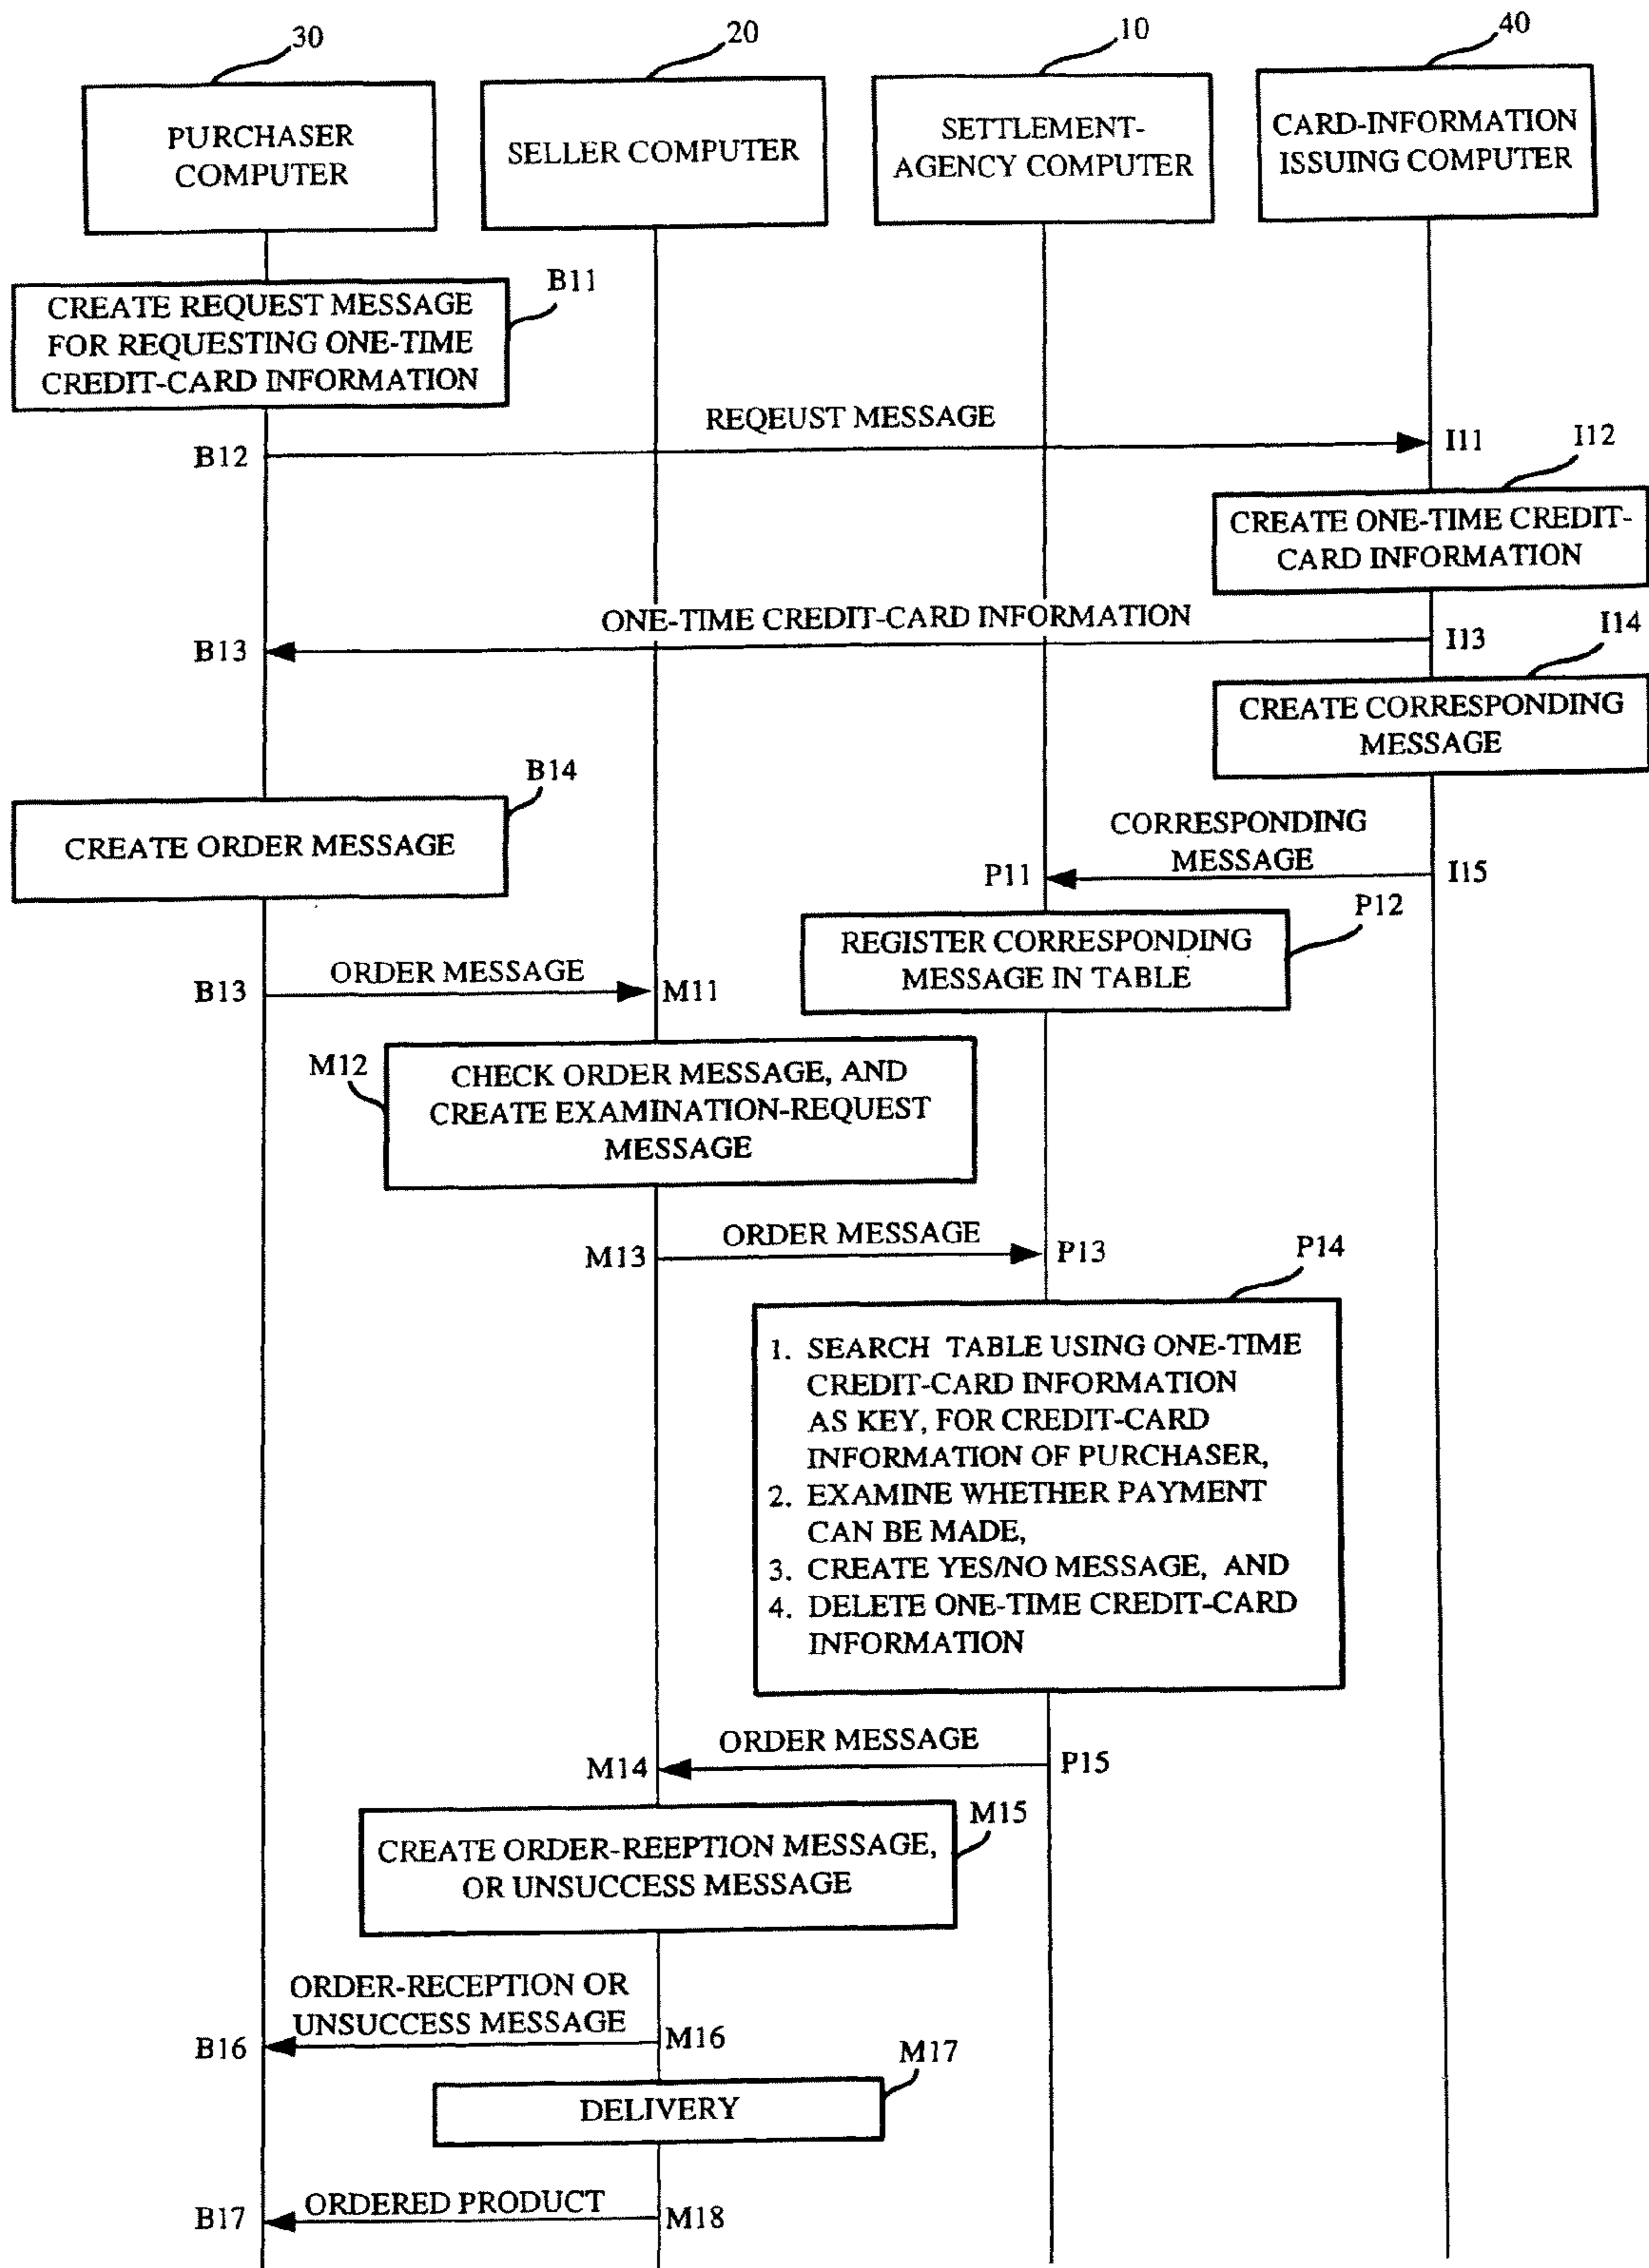 30
20
10
40
PURCHASER
COMPUTER
SELLER COMPUTER
SETTLEMENT-
AGENCY COMPUTER
CARD-INFORMATION
ISSUING COMPUTER
B11
CREATE REQUEST MESSAGE
FOR REQUESTING ONE-TIME
CREDIT-CARD INFORMATION
REQEUST MESSAGE
B12
I11
I12
CREATE ONE-TIME CREDIT-
CARD INFORMATION
ONE-TIME CREDIT-CARD INFORMATION
B13
I13
I14
CREATE CORRESPONDING
MESSAGE
B14
CREATE ORDER MESSAGE
CORRESPONDING
MESSAGE
P11
I15
P12
REGISTER CORRESPONDING
MESSAGE IN TABLE
ORDER MESSAGE
B13
M11
M12
CHECK ORDER MESSAGE, AND
CREATE EXAMINATION-REQUEST
MESSAGE
ORDER MESSAGE
M13
P13
P14
1. SEARCH TABLE USING ONE-TIME
CREDIT-CARD INFORMATION
AS KEY, FOR CREDIT-CARD
INFORMATION OF PURCHASER,
2. EXAMINE WHETHER PAYMENT
CAN BE MADE,
3. CREATE YES/NO MESSAGE, AND
4. DELETE ONE-TIME CREDIT-CARD
INFORMATION
ORDER MESSAGE
M14
P15
M15
CREATE ORDER-REEPTION MESSAGE,
OR UNSUCCESS MESSAGE
ORDER-RECEPTION OR
UNSUCCESS MESSAGE
B16
M16
M17
DELIVERY
ORDERED PRODUCT
B17
M18